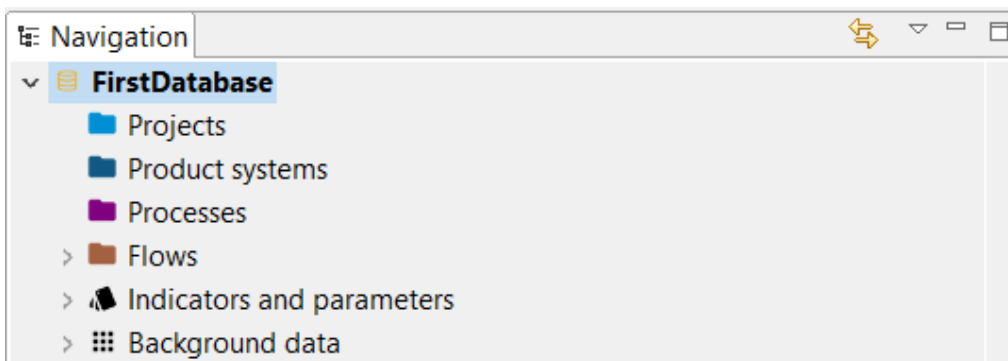 Navigation
FirstDatabase
Projects
Product systems
Processes
Flows
Indicators and parameters
Background data